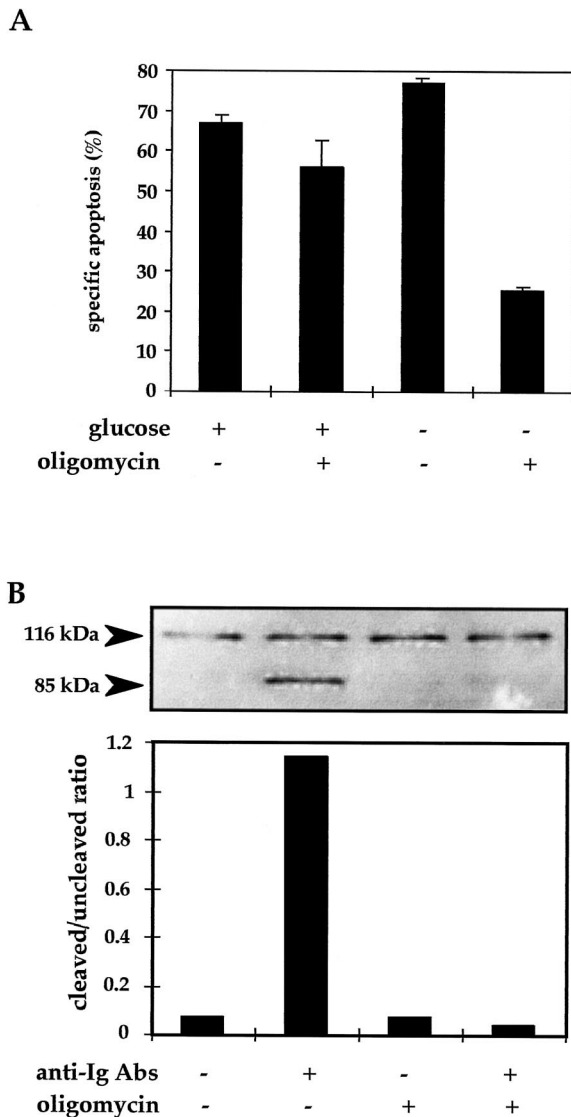 A
specific apoptosis (%)
80
70
60
50
40
30
20
10
0
glucose + + - -
oligomycin - + - +
B
116 kDa
85 kDa
cleaved/uncleaved ratio
1.2
1
0.8
0.6
0.4
0.2
0
anti-Ig Abs - + - +
oligomycin - - + +